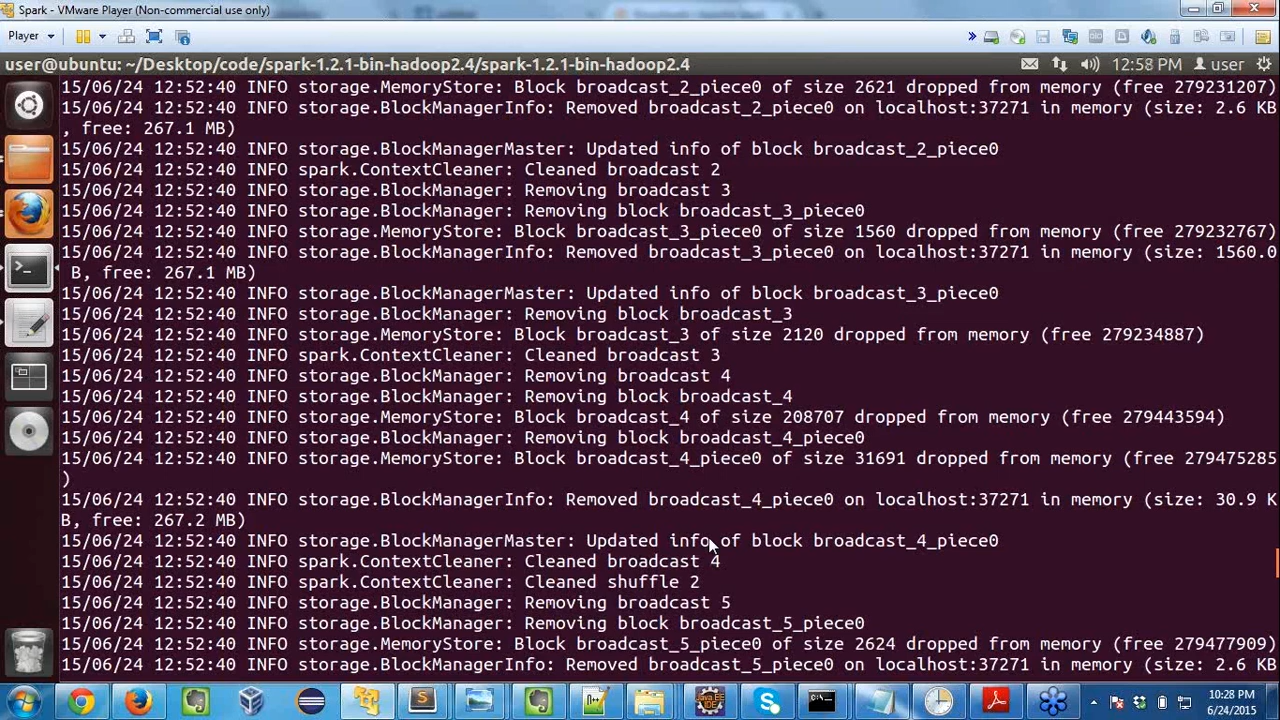 Spark - VMware Player (Non-commercial use only)
Player
user@ubuntu: ~/Desktop/code/spark-1.2.1-bin-hadoop2.4/spark-1.2.1-bin-hadoop2.4
12:58 PM
user
15/06/24 12:52:40 INFO storage.MemoryStore: Block broadcast_2_piece0 of size 2621 dropped from memory (free 279231207)
15/06/24 12:52:40 INFO storage.BlockManagerInfo: Removed broadcast_2_piece0 on localhost:37271 in memory (size: 2.6 KB
, free: 267.1 MB)
15/06/24 12:52:40 INFO storage.BlockManagerMaster: Updated info of block broadcast_2_piece0
15/06/24 12:52:40 INFO spark.ContextCleaner: Cleaned broadcast 2
15/06/24 12:52:40 INFO storage.BlockManager: Removing broadcast 3
15/06/24 12:52:40 INFO storage.BlockManager: Removing block broadcast_3_piece0
15/06/24 12:52:40 INFO storage.MemoryStore: Block broadcast_3_piece0 of size 1560 dropped from memory (free 279232767)
15/06/24 12:52:40 INFO storage.BlockManagerInfo: Removed broadcast_3_piece0 on localhost:37271 in memory (size: 1560.0
B, free: 267.1 MB)
15/06/24 12:52:40 INFO storage.BlockManagerMaster: Updated info of block broadcast_3_piece0
15/06/24 12:52:40 INFO storage.BlockManager: Removing block broadcast_3
15/06/24 12:52:40 INFO storage.MemoryStore: Block broadcast_3 of size 2120 dropped from memory (free 279234887)
15/06/24 12:52:40 INFO spark.ContextCleaner: Cleaned broadcast 3
15/06/24 12:52:40 INFO storage.BlockManager: Removing broadcast 4
15/06/24 12:52:40 INFO storage.BlockManager: Removing block broadcast_4
15/06/24 12:52:40 INFO storage.MemoryStore: Block broadcast_4 of size 208707 dropped from memory (free 279443594)
15/06/24 12:52:40 INFO storage.BlockManager: Removing block broadcast_4_piece0
15/06/24 12:52:40 INFO storage.MemoryStore: Block broadcast_4_piece0 of size 31691 dropped from memory (free 279475285
)
15/06/24 12:52:40 INFO storage.BlockManagerInfo: Removed broadcast_4_piece0 on localhost:37271 in memory (size: 30.9 K
B, free: 267.2 MB)
15/06/24 12:52:40 INFO storage.BlockManagerMaster: Updated info of block broadcast_4_piece0
15/06/24 12:52:40 INFO spark.ContextCleaner: Cleaned broadcast 4
15/06/24 12:52:40 INFO spark.ContextCleaner: Cleaned shuffle 2
15/06/24 12:52:40 INFO storage.BlockManager: Removing broadcast 5
15/06/24 12:52:40 INFO storage.BlockManager: Removing block broadcast_5_piece0
15/06/24 12:52:40 INFO storage.MemoryStore: Block broadcast_5_piece0 of size 2624 dropped from memory (free 279477909)
15/06/24 12:52:40 INFO storage.BlockManagerInfo: Removed broadcast_5_piece0 on localhost:37271 in memory (size: 2.6 KB
10:28 PM
6/24/2015